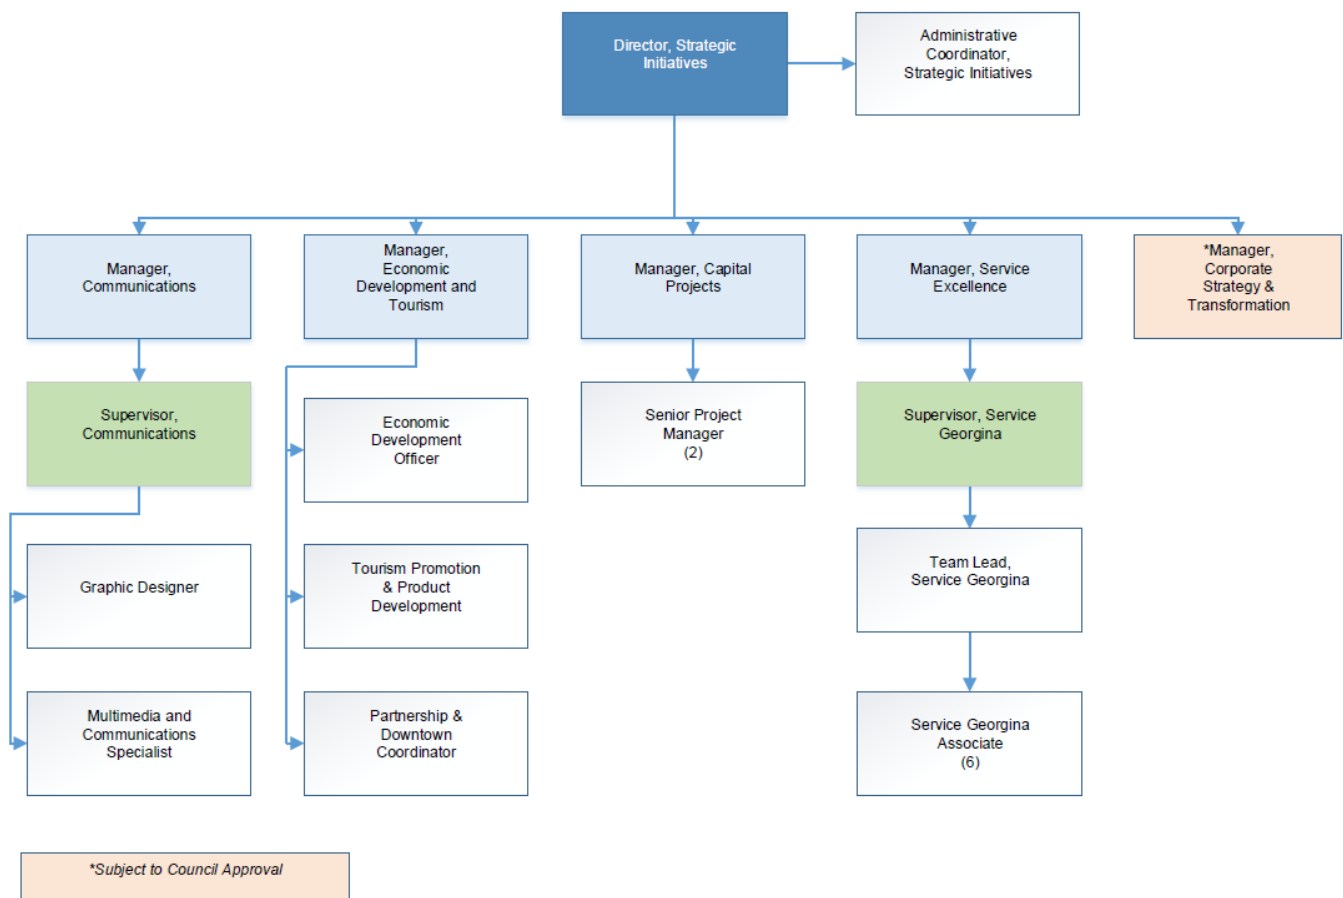 Director, Strategic
Initiatives
Administrative
Coordinator,
Strategic Initiatives
Manager,
Communications
Manager,
Economic
Development and
Tourism
Manager, Capital
Projects
Manager, Service
Excellence
*Manager,
Corporate
Strategy &
Transformation
Supervisor,
Communications
Economic
Development
Officer
Senior Project
Manager
(2)
Supervisor, Service
Georgina
Graphic Designer
Tourism Promotion
& Product
Development
Team Lead,
Service Georgina
Multimedia and
Communications
Specialist
Partnership &
Downtown
Coordinator
Service Georgina
Associate
(6)
*Subject to Council Approval